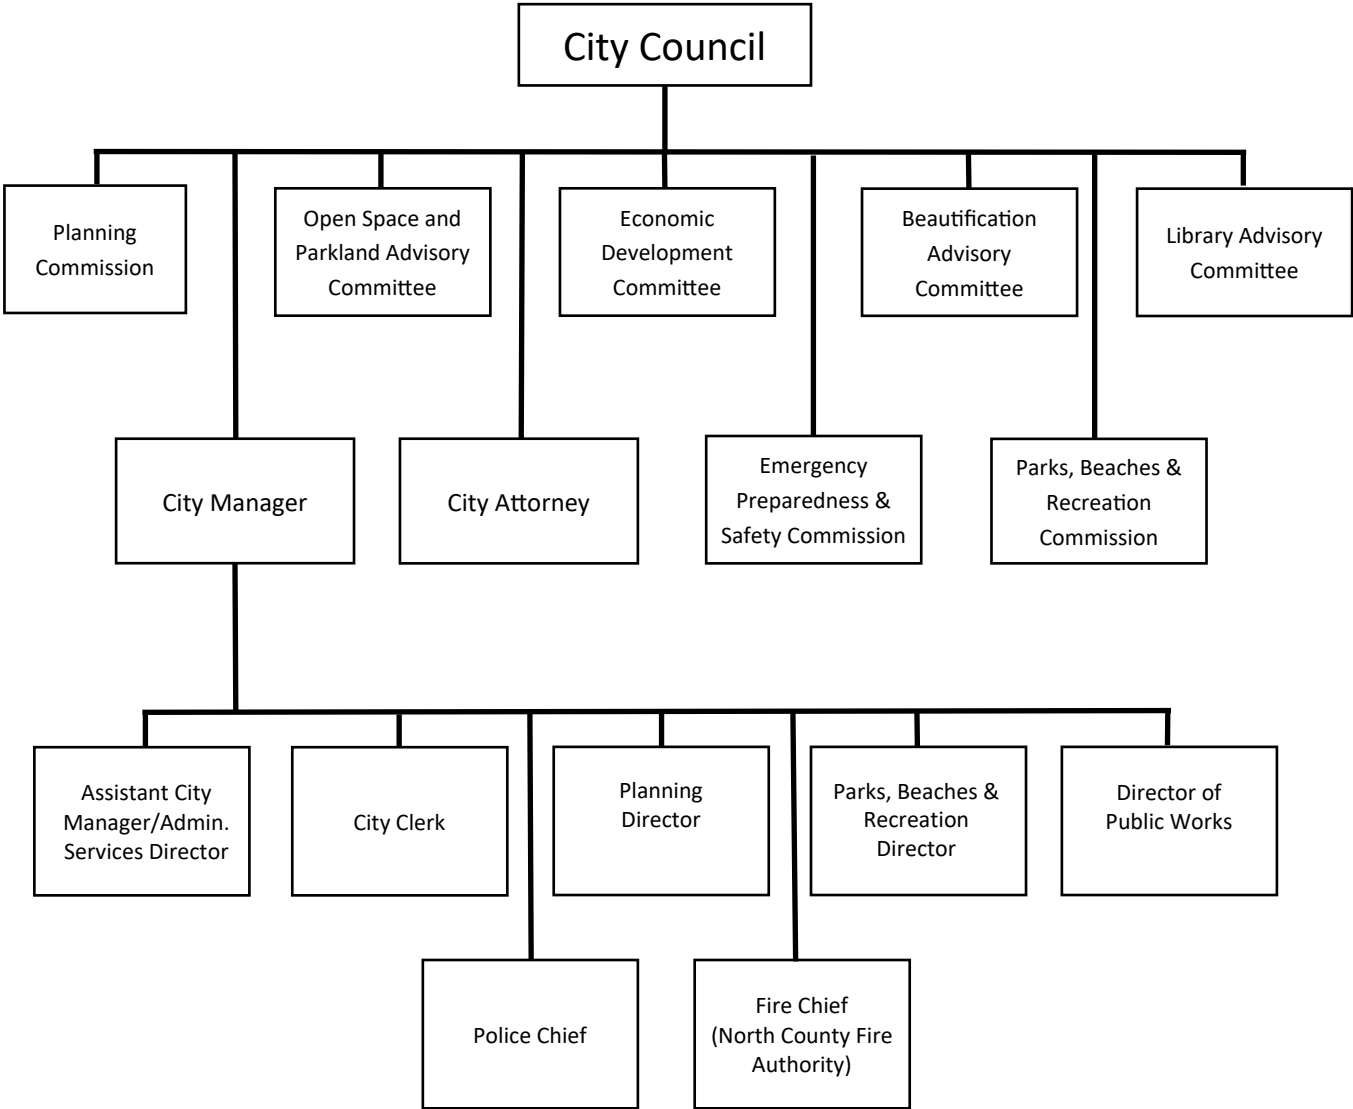 City Council
Planning
Commission
Open Space and
Parkland Advisory
Committee
Economic
Development
Committee
Beautification
Advisory
Committee
Library Advisory
Committee
City Manager
City Attorney
Emergency
Preparedness &
Safety Commission
Parks, Beaches &
Recreation
Commission
Assistant City
Manager/Admin.
Services Director
City Clerk
Planning
Director
Parks, Beaches &
Recreation
Director
Director of
Public Works
Police Chief
Fire Chief
(North County Fire
Authority)